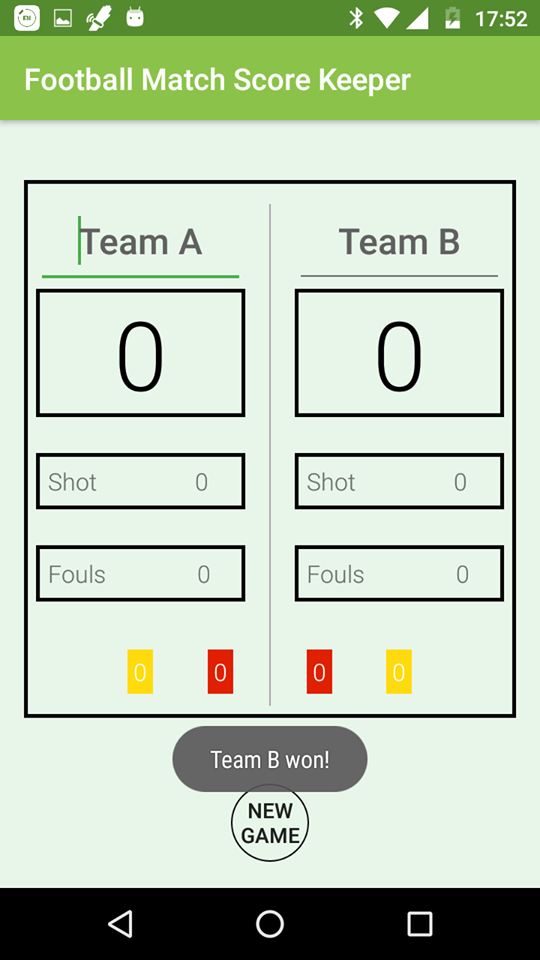 17:52
Football Match Score Keeper
Team A
Team B
0
0
Shot 0
Shot 0
Fouls 0
Fouls 0
0 0 0 0
Team B won!
NEW
GAME